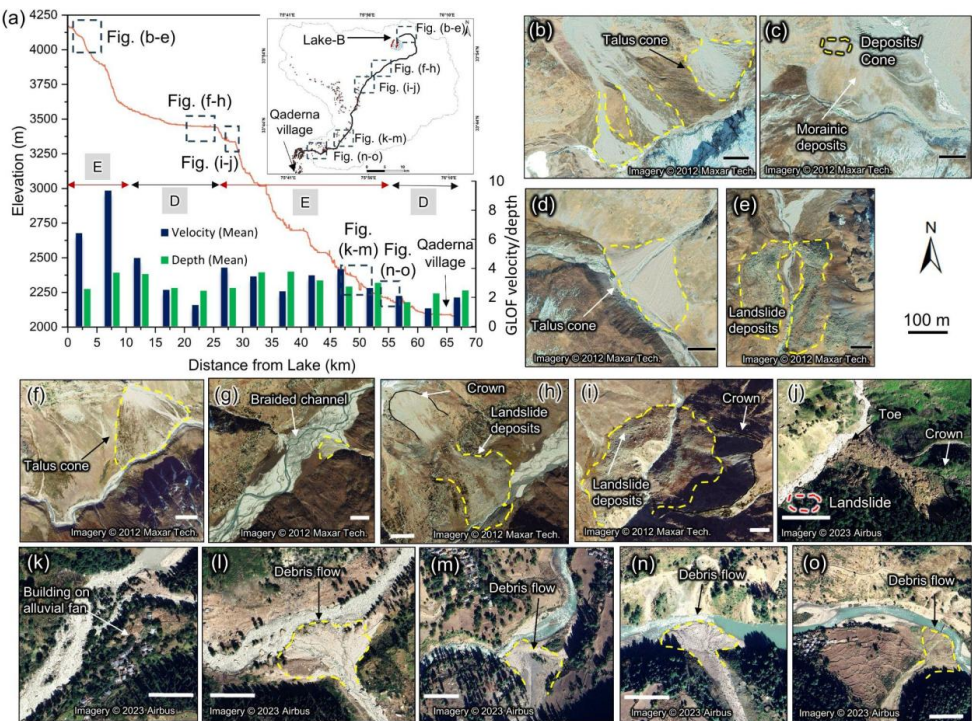 (a)
Elevation (m)
4250
4000
3750
3500
3250
3000
2750
2500
2250
2000
Fig. (b-e)
Fig. (f-h)
Fig. (i-j)
E
D
E
D
Velocity (Mean)
Depth (Mean)
Fig.
(k-m)
Fig.
(n-o)
Qaderna
village
10
8
6
4
2
0
GLOF velocity/depth
0 5 10 15 20 25 30 35 40 45 50 55 60 65 70
Distance from Lake (km)
Lake-B
Fig. (b-e)
Fig. (f-h)
Fig. (i-j)
Fig. (k-m)
Fig. (n-o)
Qaderna
village
(b)
Talus cone
Imagery © 2012 Maxar Tech.
(c)
Deposits/
Cone
Morainic
deposits
Imagery © 2012 Maxar Tech.
(d)
Talus cone
Imagery © 2012 Maxar Tech.
(e)
Landslide
deposits
Imagery © 2012 Maxar Tech.
N
100 m
(f)
Talus cone
Imagery © 2012 Maxar Tech.
(g)
Braided channel
Imagery © 2012 Maxar Tech.
(h)
Crown
Landslide
deposits
Imagery © 2012 Maxar Tech.
(i)
Crown
Landslide
deposits
Imagery © 2012 Maxar Tech.
(j)
Toe
Crown
Landslide
Imagery © 2023 Airbus
(k)
Building on
alluvial fan
Imagery © 2023 Airbus
(l)
Debris flow
Imagery © 2023 Airbus
(m)
Debris flow
Imagery © 2023 Airbus
(n)
Debris flow
Imagery © 2023 Airbus
(o)
Debris flow
Imagery © 2023 Airbus